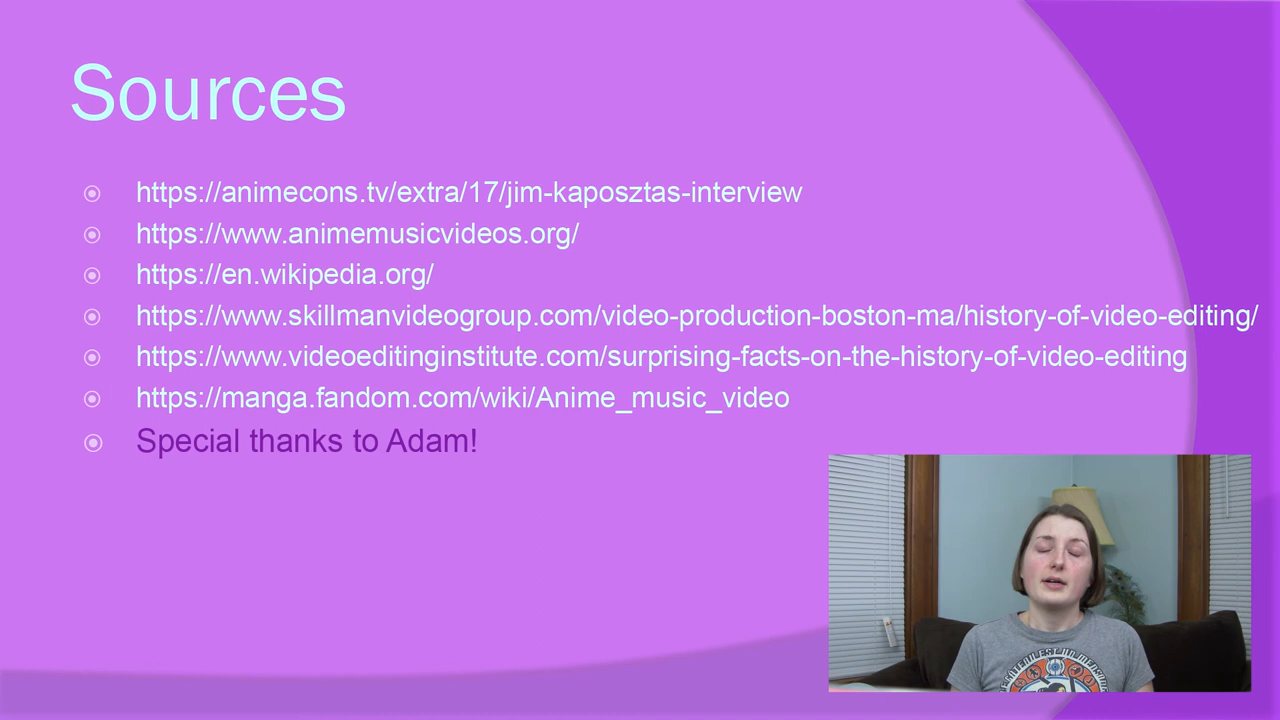 Sources
https://animecons.tv/extra/17/jim-kaposztas-interview
https://www.animemusicvideos.org/
https://en.wikipedia.org/
https://www.skillmanvideogroup.com/video-production-boston-ma/history-of-video-editing/
https://www.videoeditinginstitute.com/surprising-facts-on-the-history-of-video-editing
https://manga.fandom.com/wiki/Anime_music_video
Special thanks to Adam!